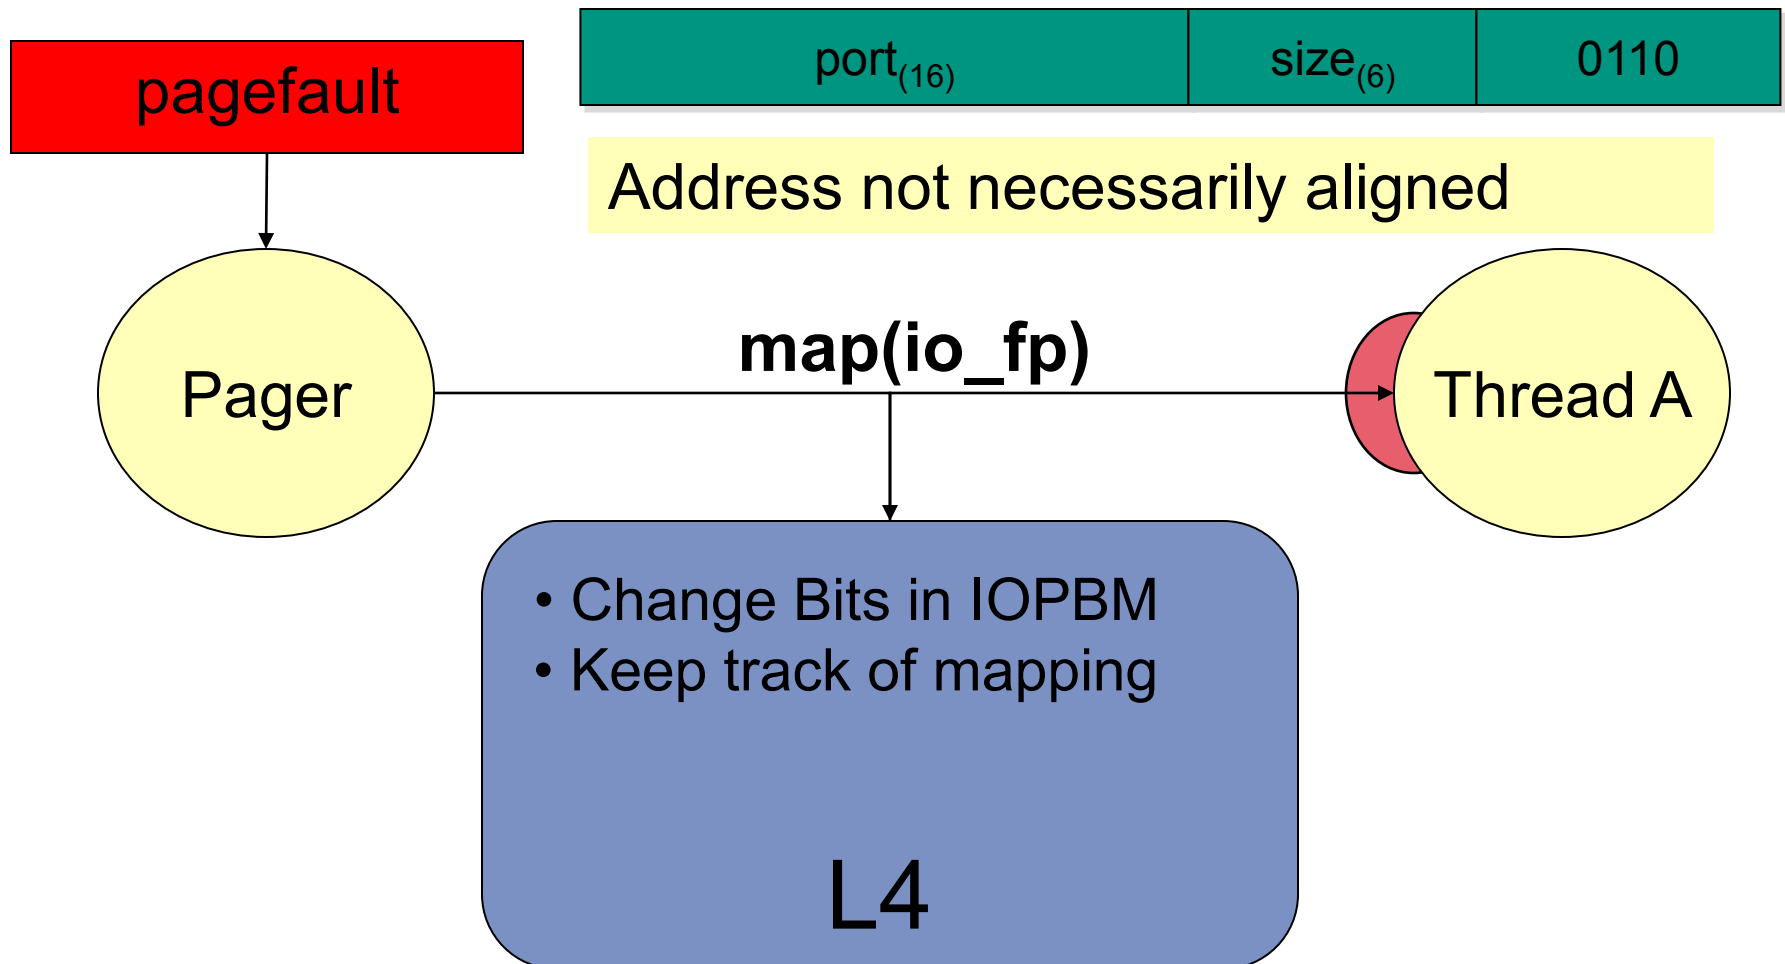 pagefault
port(16) size(6) 0110
Address not necessarily aligned
map(io_fp)
Pager
Thread A
• Change Bits in IOPBM
• Keep track of mapping
L4